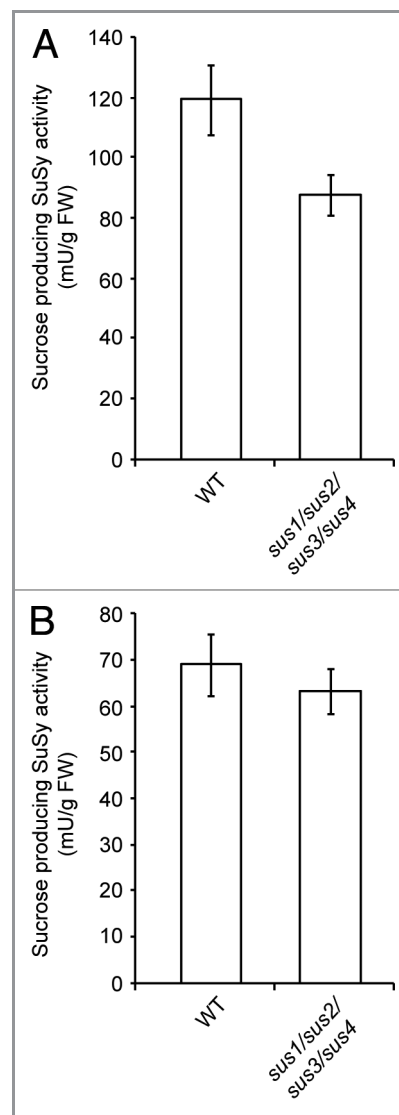 A
Sucrose producing SuSy activity
(mU/g FW)
140
120
100
80
60
40
20
0
WT
sus1/sus2/
sus3/sus4
B
Sucrose producing SuSy activity
(mU/g FW)
80
70
60
50
40
30
20
10
0
WT
sus1/sus2/
sus3/sus4